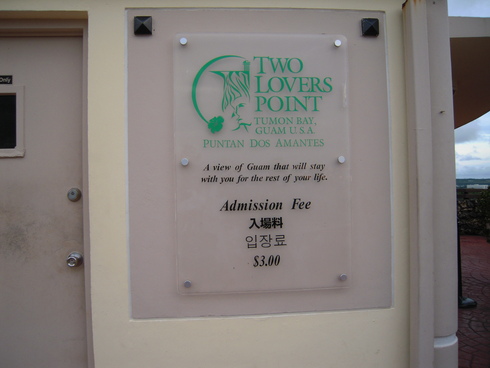 Only
TWO
LOVERS
POINT
TUMON BAY,
GUAM U.S.A.
PUNTAN DOS AMANTES
A view of Guam that will stay
with you for the rest of your life.
Admission Fee
入場料
입장료
$3.00